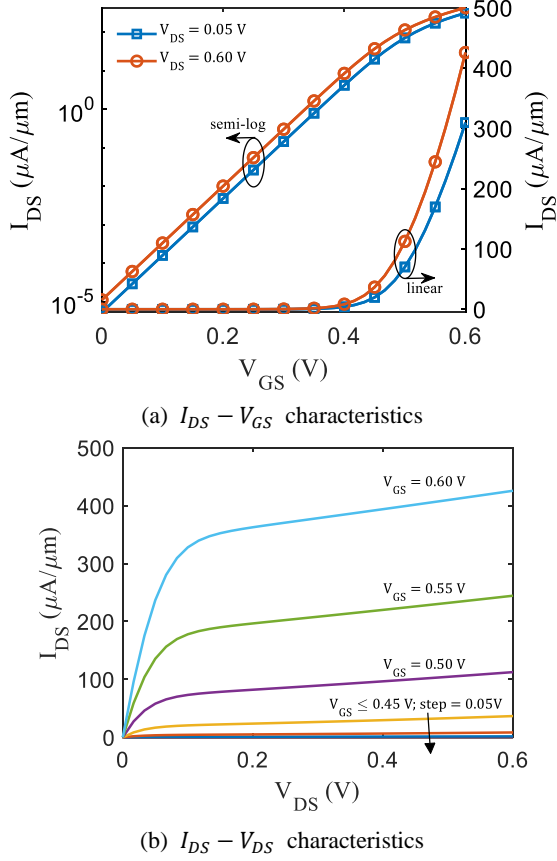 500
V_DS = 0.05 V
V_DS = 0.60 V
400
10^0
semi-log
300
I_DS (μA/μm)
I_DS (μA/μm)
200
100
10^-5
linear
0
0
0.2
0.4
0.6
V_GS (V)
(a) I_DS − V_GS characteristics
500
V_GS = 0.60 V
400
I_DS (μA/μm)
300
V_GS = 0.55 V
200
V_GS = 0.50 V
100
V_GS ≤ 0.45 V; step = 0.05V
0
0
0.2
0.4
0.6
V_DS (V)
(b) I_DS − V_DS characteristics